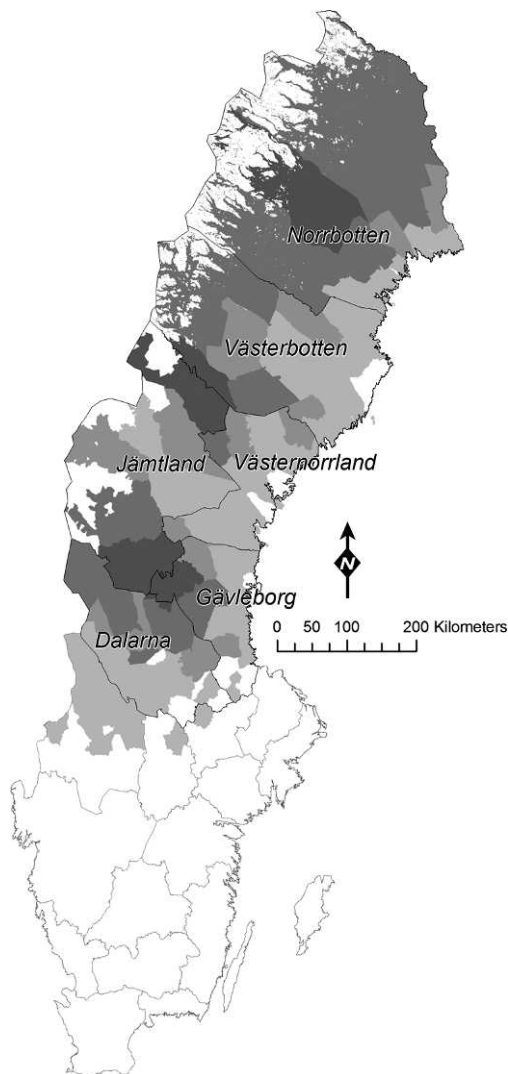 Norrbotten
Västerbotten
Jämtland
Västernorrland
N
Gävleborg
0 50 100 200 Kilometers
Dalarna